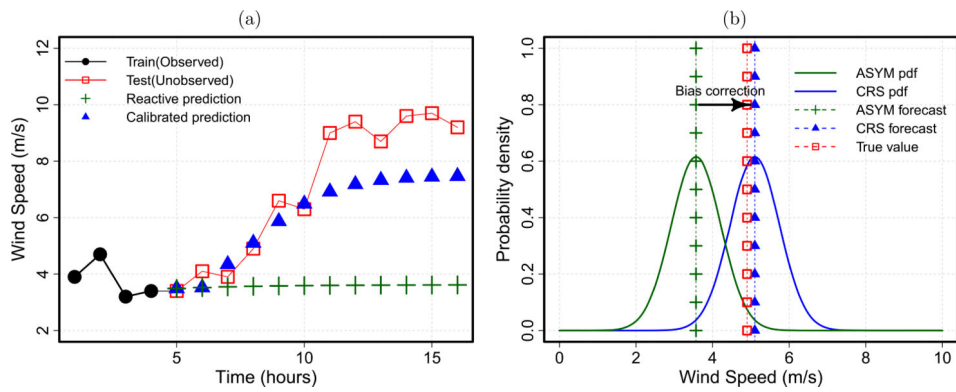 (a)
12
10
8
6
4
2
Wind Speed (m/s)
Train(Observed)
Test(Unobserved)
Reactive prediction
Calibrated prediction
5
10
15
Time (hours)
(b)
1.0
0.8
0.6
0.4
0.2
0.0
Probability density
Bias correction
ASYM pdf
CRS pdf
ASYM forecast
CRS forecast
True value
0
2
4
6
8
10
Wind Speed (m/s)